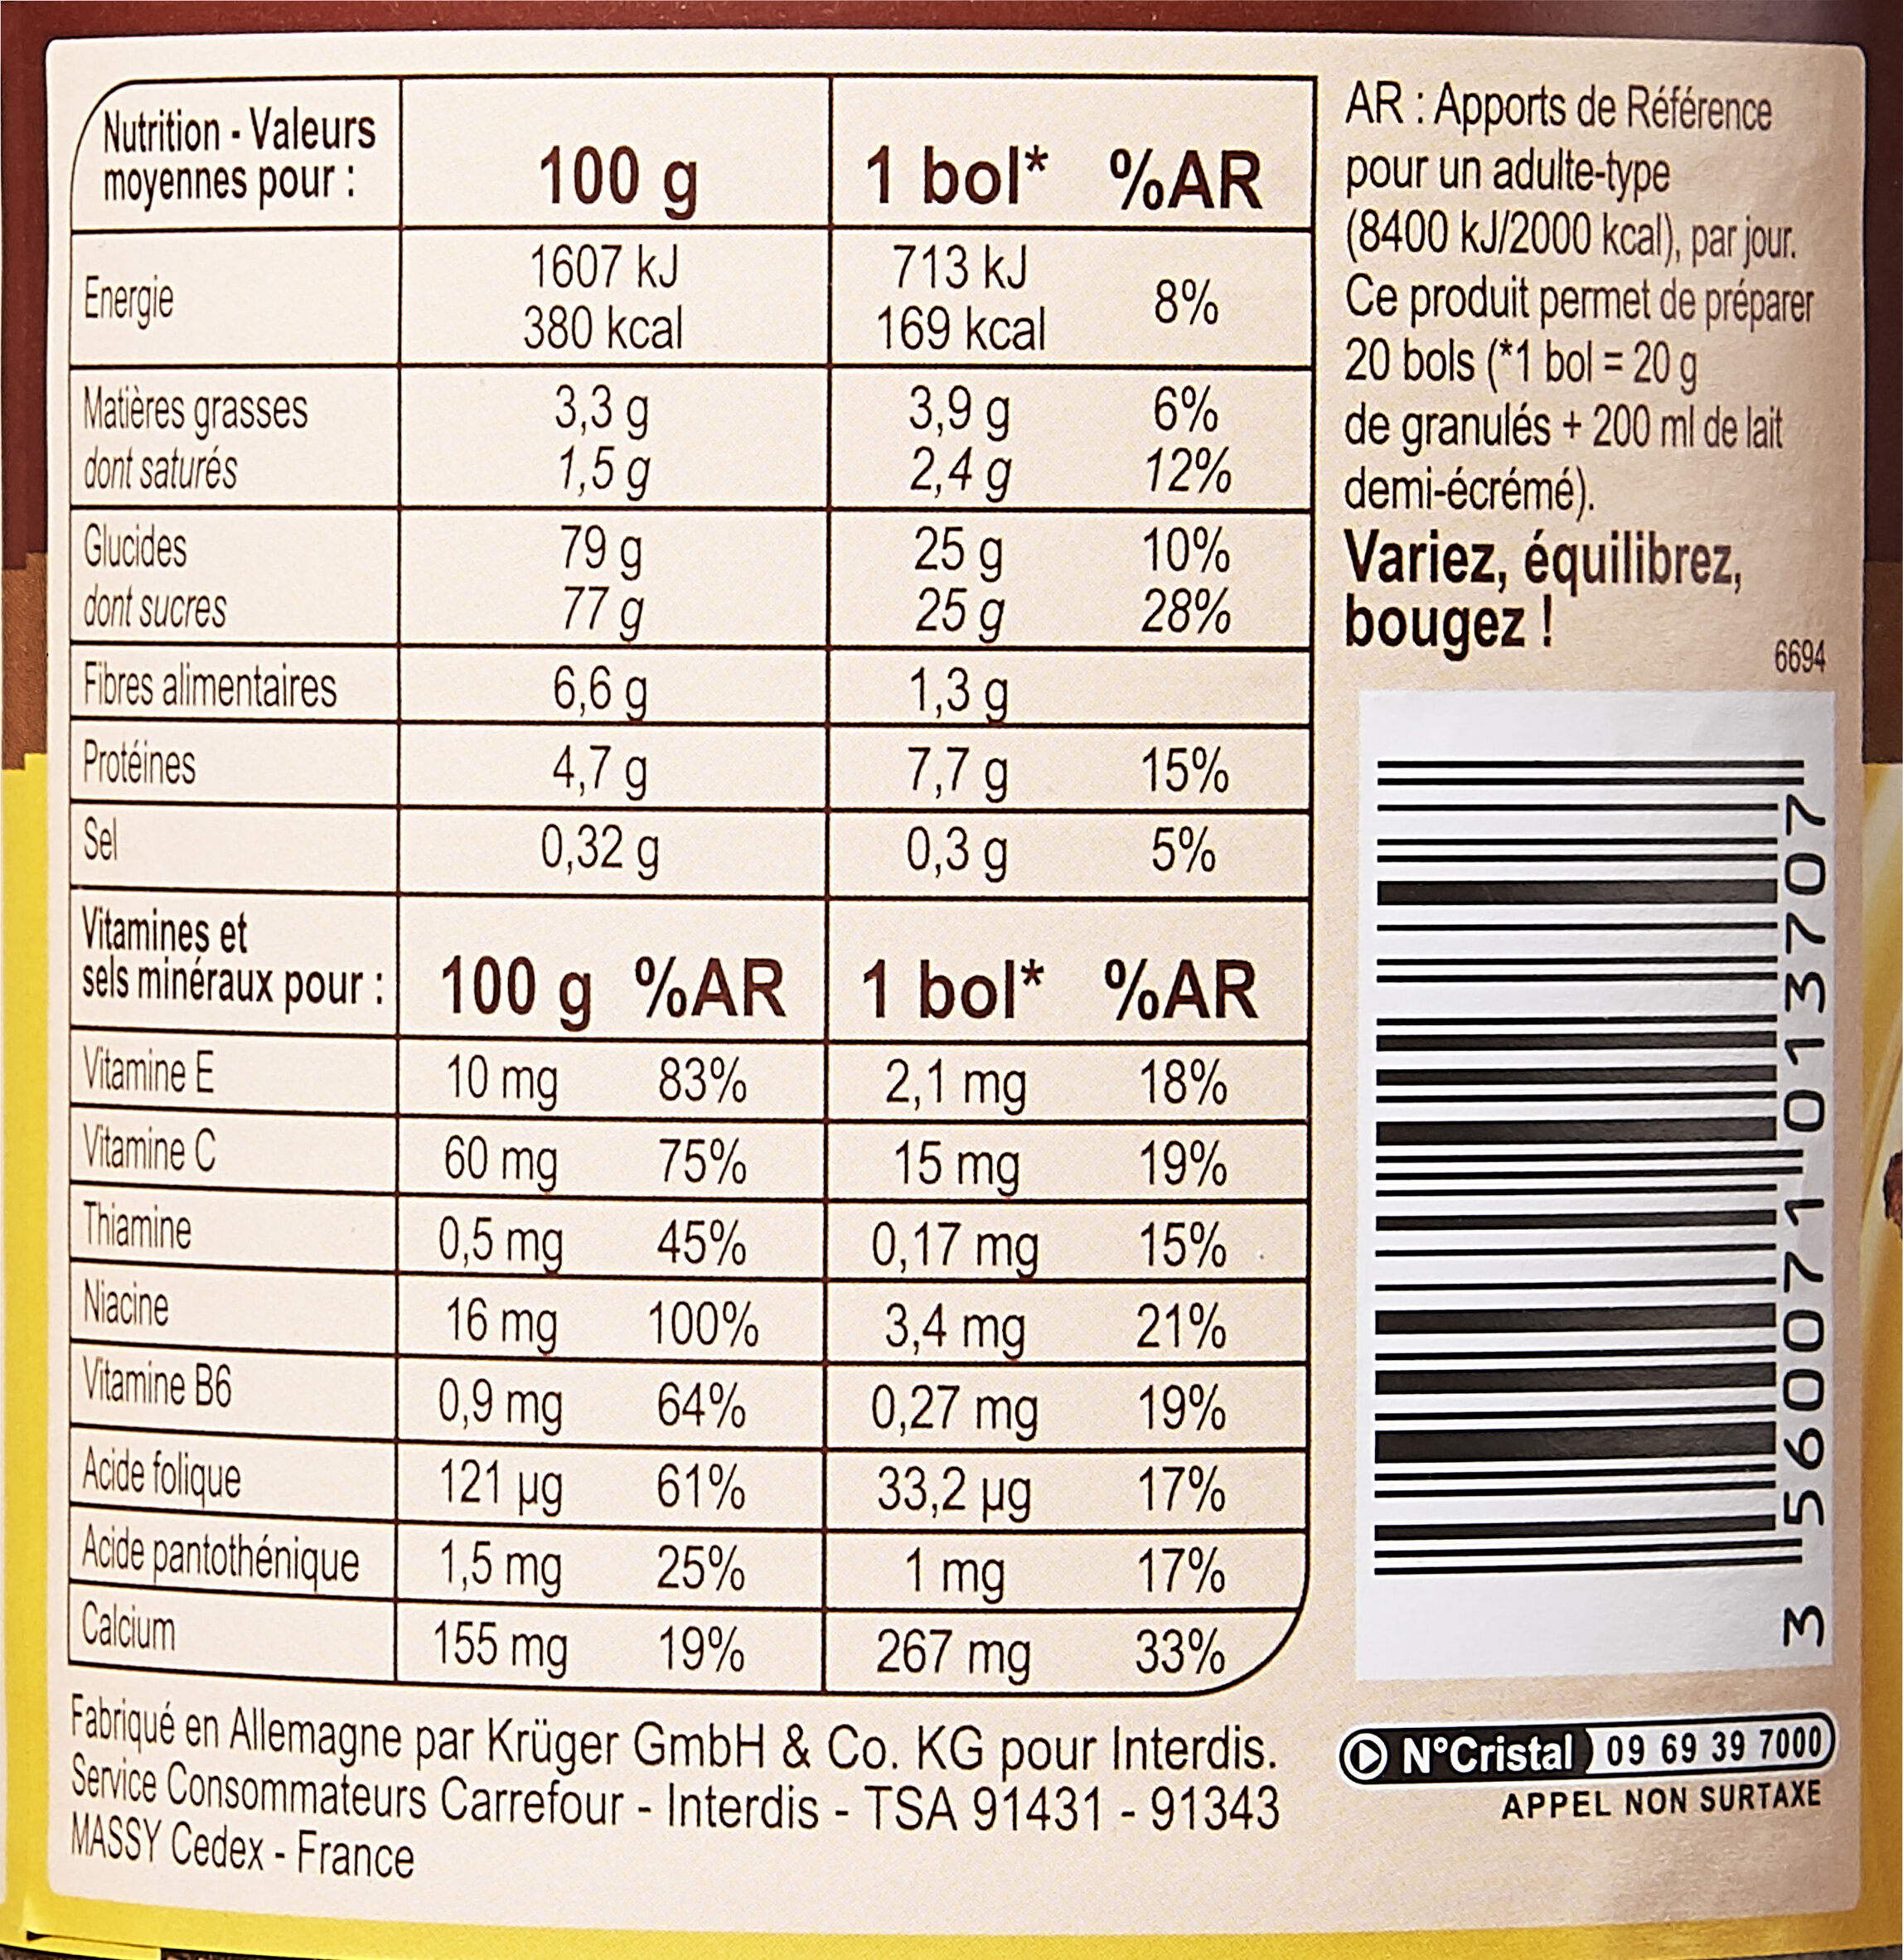 Nutrition - Valeurs
moyennes pour : 100 g 1 bol* %AR
Energie 1607 kJ 713 kJ 8%
380 kcal 169 kcal
Matières grasses 3,3 g 3,9 g 6%
dont saturés 1,5 g 2,4 g 12%
Glucides 79 g 25 g 10%
dont sucres 77 g 25 g 28%
Fibres alimentaires 6,6 g 1,3 g
Protéines 4,7 g 7,7 g 15%
Sel 0,32 g 0,3 g 5%
Vitamines et
sels minéraux pour : 100 g %AR 1 bol* %AR
Vitamine E 10 mg 83% 2,1 mg 18%
Vitamine C 60 mg 75% 15 mg 19%
Thiamine 0,5 mg 45% 0,17 mg 15%
Niacine 16 mg 100% 3,4 mg 21%
Vitamine B6 0,9 mg 64% 0,27 mg 19%
Acide folique 121 µg 61% 33,2 µg 17%
Acide pantothénique 1,5 mg 25% 1 mg 17%
Calcium 155 mg 19% 267 mg 33%
Fabriqué en Allemagne par Krüger GmbH & Co. KG pour Interdis.
Service Consommateurs Carrefour - Interdis - TSA 91431 - 91343
MASSY Cedex - France
AR : Apports de Référence
pour un adulte-type
(8400 kJ/2000 kcal), par jour.
Ce produit permet de préparer
20 bols (*1 bol = 20 g
de granulés + 200 ml de lait
demi-écrémé).
Variez, équilibrez,
bougez !
6694
3 560071 013707
N°Cristal 09 69 39 7000
APPEL NON SURTAXE